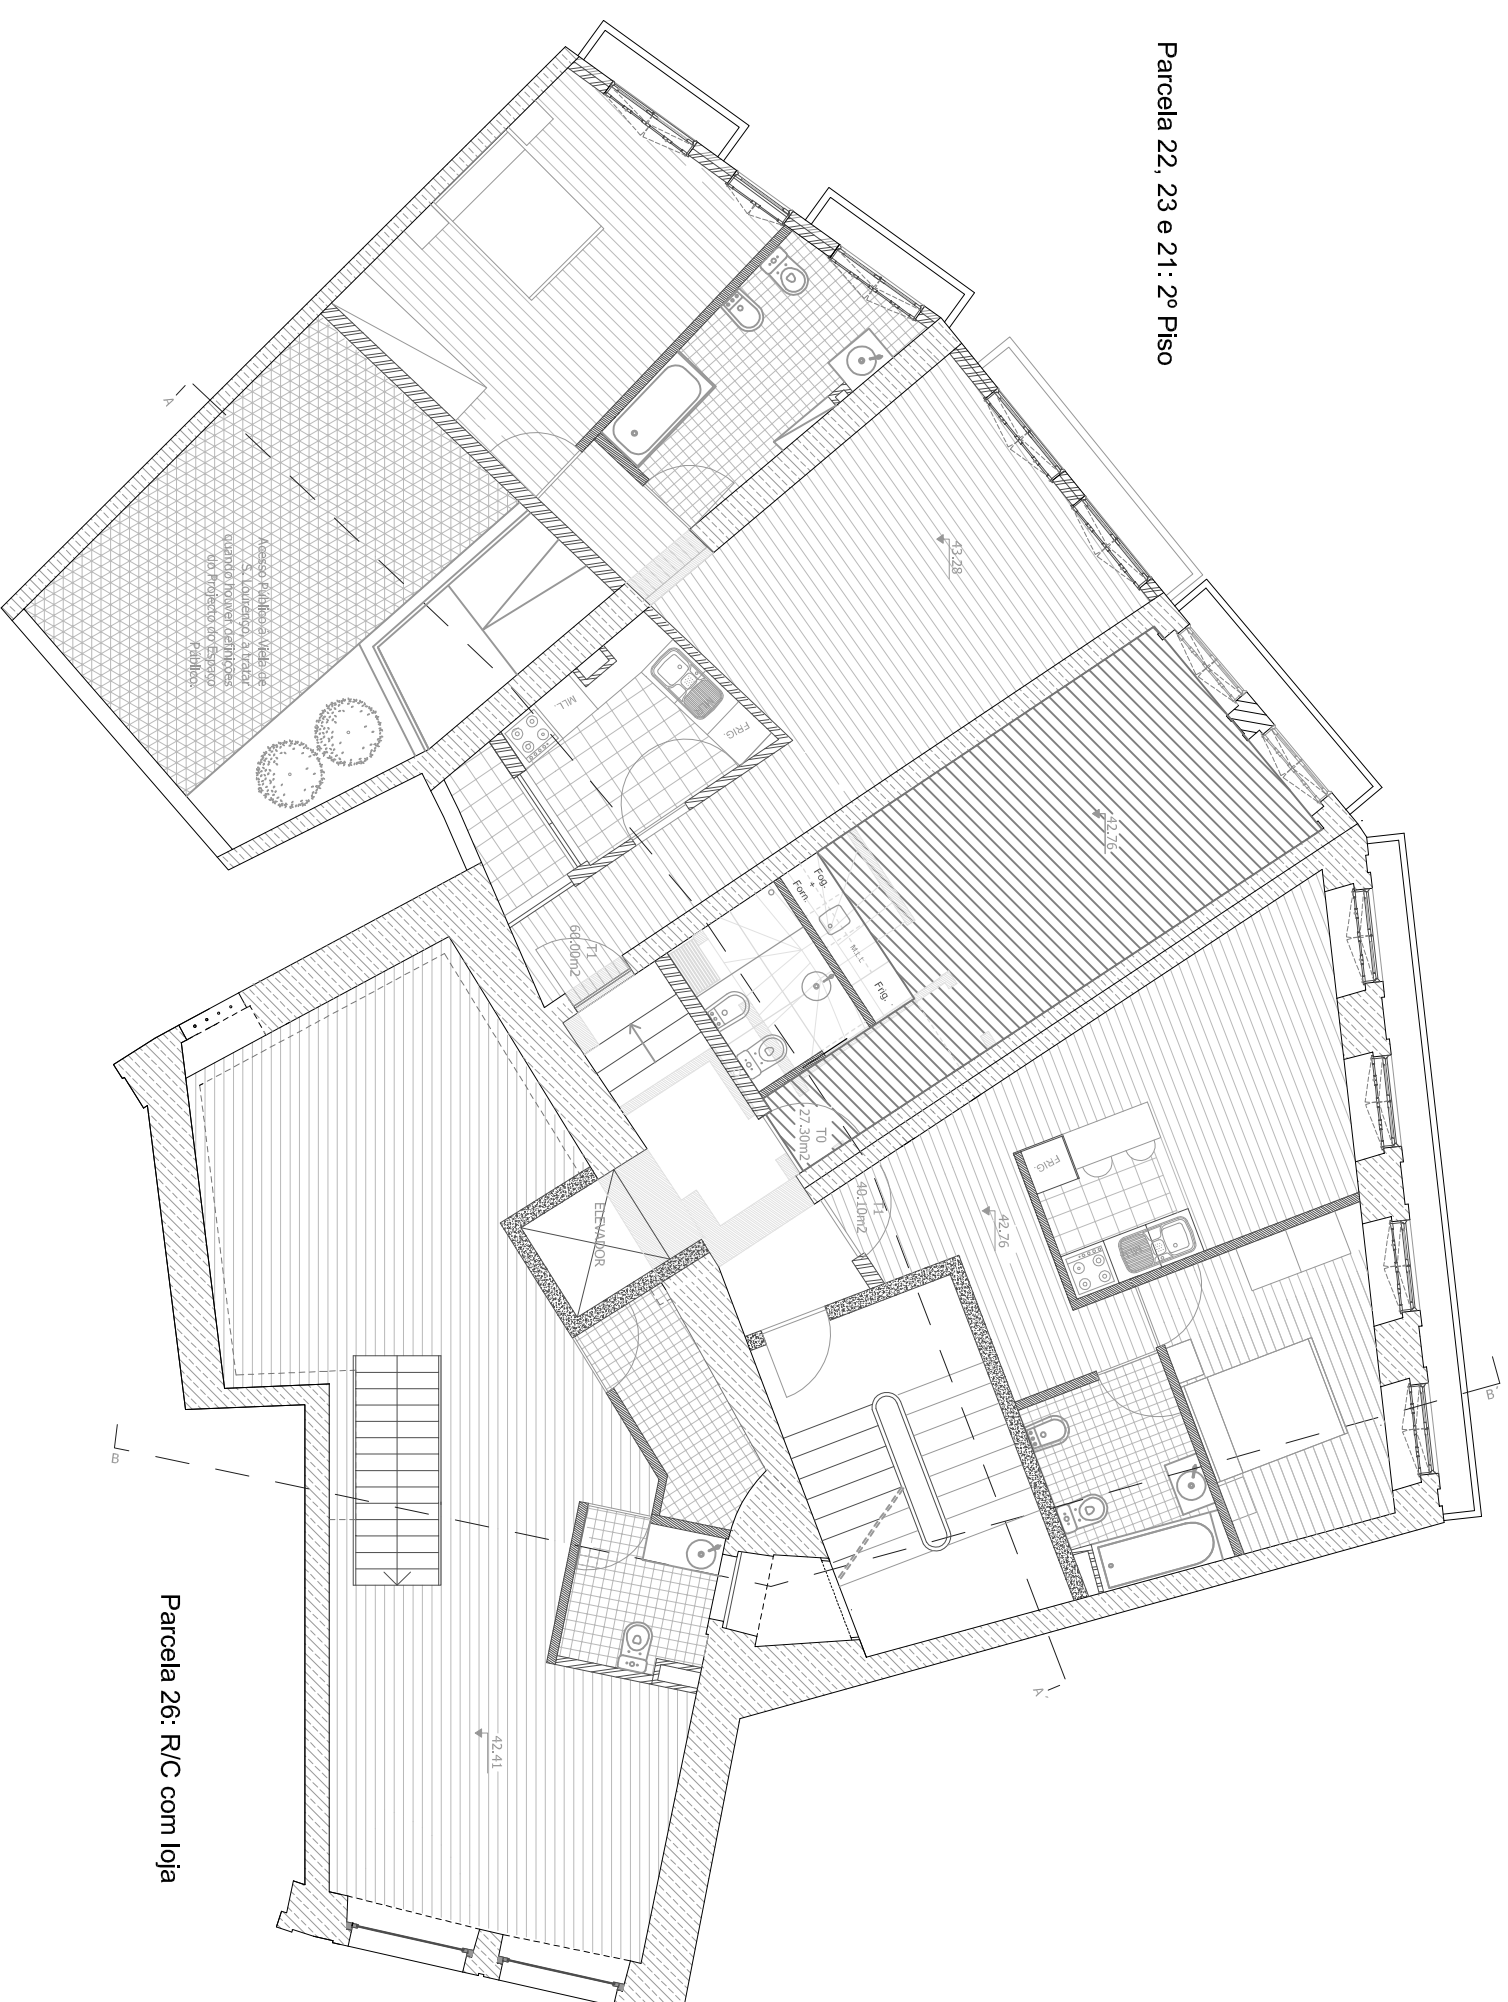 Parcela 22, 23 e 21: 2º Piso
43.28
42.76
A
Acesso Público à Viela de
S. Lourenço, a tratar
quando houver definições
do Projecto do Espaço
Público.
MLL.
FRIG.
Fog.
+
Forn.
M.L.L
Frig.
T1
60.00m2
T0
27.30m2
T1
40.10m2
42.76
FRIG.
ELEVADOR
B
B'
A'
42.41
Parcela 26: R/C com loja